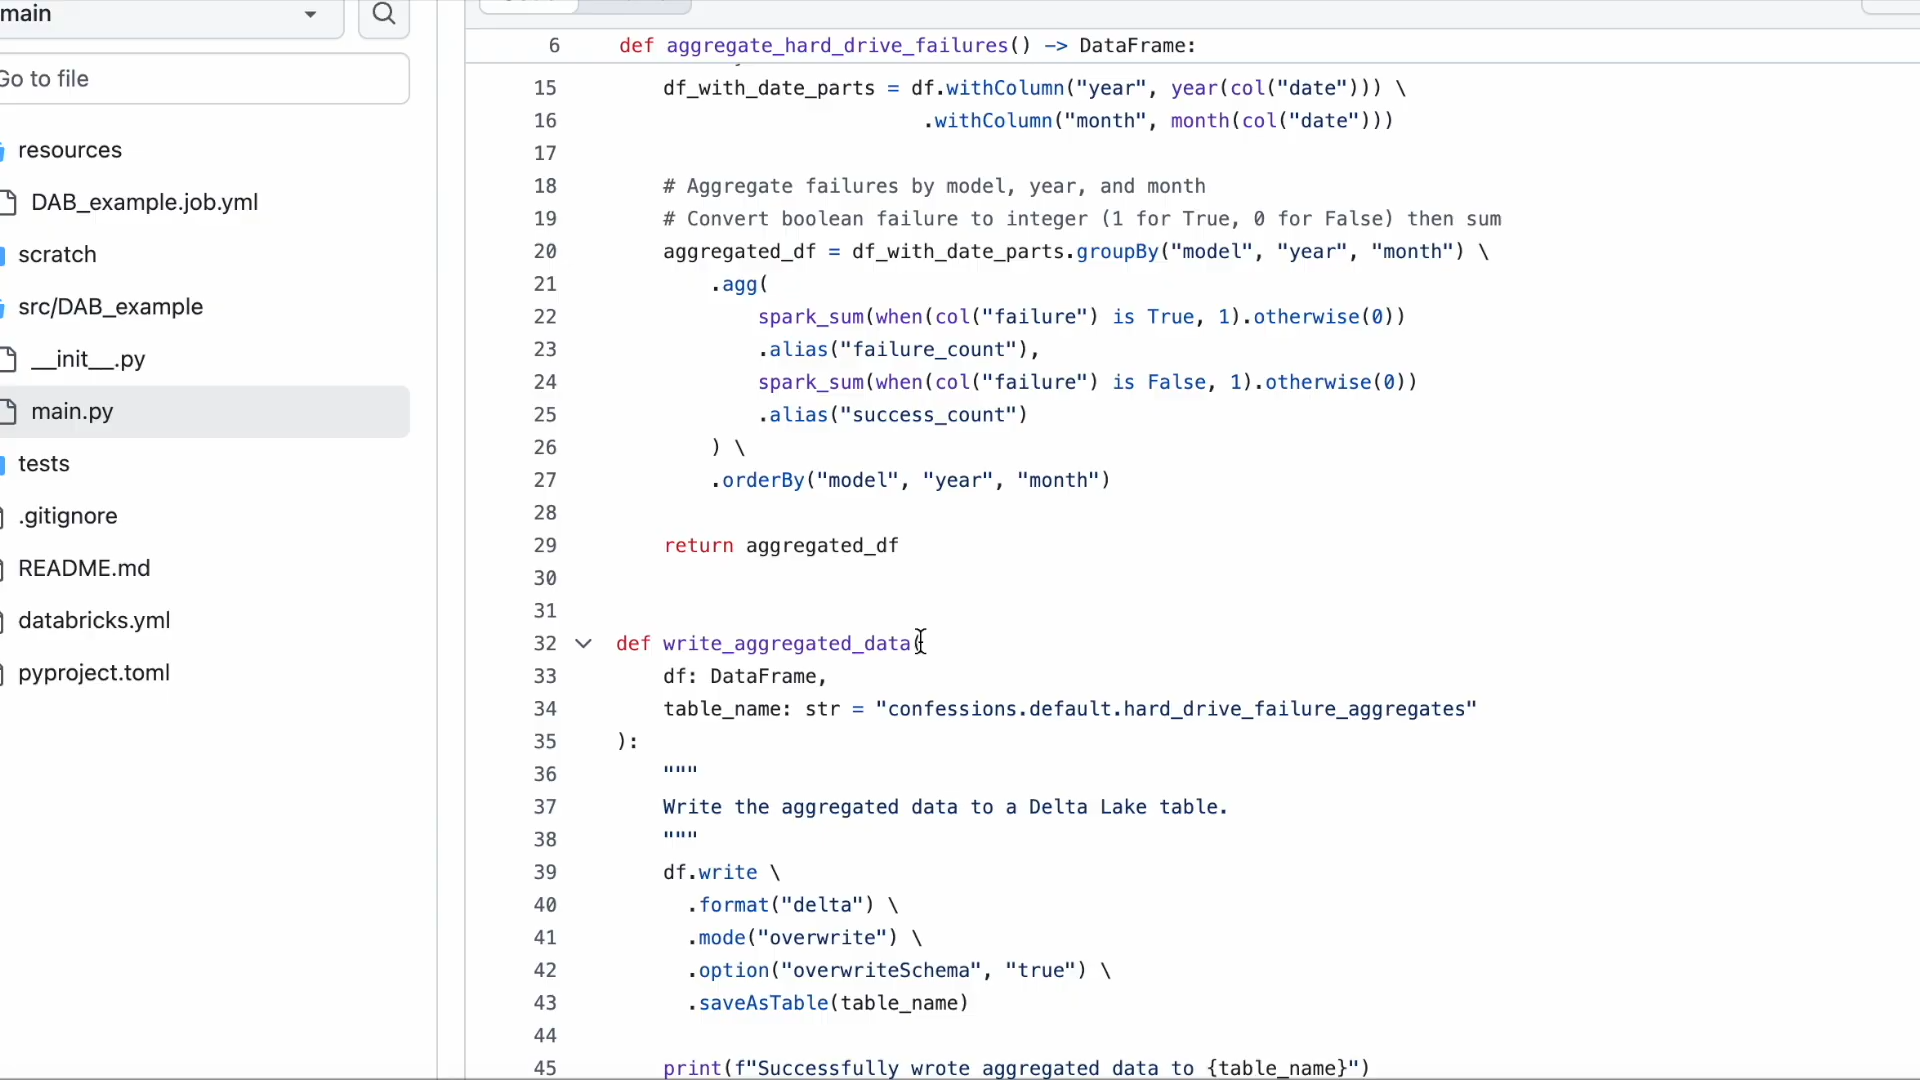 main
Go to file
resources
DAB_example.job.yml
scratch
src/DAB_example
__init__.py
main.py
tests
.gitignore
README.md
databricks.yml
pyproject.toml
6 def aggregate_hard_drive_failures() -> DataFrame:
15 df_with_date_parts = df.withColumn("year", year(col("date"))) \
16 .withColumn("month", month(col("date")))
17
18 # Aggregate failures by model, year, and month
19 # Convert boolean failure to integer (1 for True, 0 for False) then sum
20 aggregated_df = df_with_date_parts.groupBy("model", "year", "month") \
21 .agg(
22 spark_sum(when(col("failure") is True, 1).otherwise(0))
23 .alias("failure_count"),
24 spark_sum(when(col("failure") is False, 1).otherwise(0))
25 .alias("success_count")
26 ) \
27 .orderBy("model", "year", "month")
28
29 return aggregated_df
30
31
32 def write_aggregated_data(
33 df: DataFrame,
34 table_name: str = "confessions.default.hard_drive_failure_aggregates"
35 ):
36 """
37 Write the aggregated data to a Delta Lake table.
38 """
39 df.write \
40 .format("delta") \
41 .mode("overwrite") \
42 .option("overwriteSchema", "true") \
43 .saveAsTable(table_name)
44
45 print(f"Successfully wrote aggregated data to {table_name}")